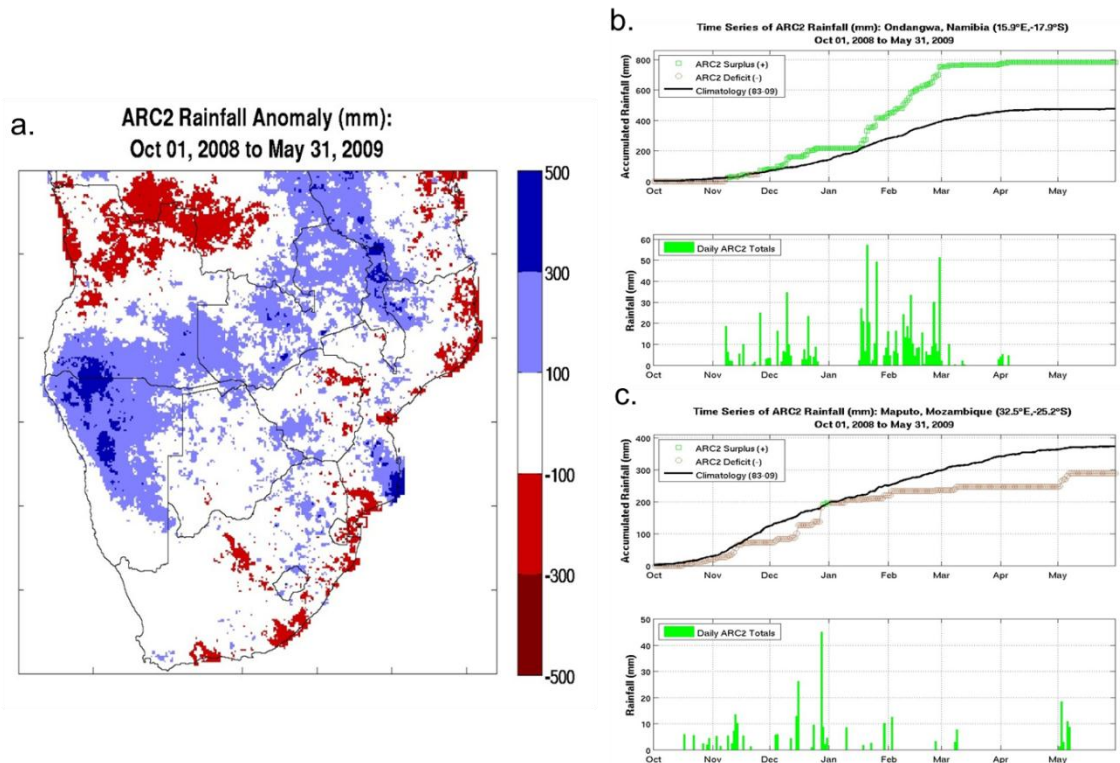 a.
ARC2 Rainfall Anomaly (mm):
Oct 01, 2008 to May 31, 2009
500
300
100
-100
-300
-500
b.
Time Series of ARC2 Rainfall (mm): Ondangwa, Namibia (15.9°E,-17.9°S)
Oct 01, 2008 to May 31, 2009
Accumulated Rainfall (mm)
800
600
400
200
0
ARC2 Surplus (+)
ARC2 Deficit (-)
Climatology (83-09)
Oct Nov Dec Jan Feb Mar Apr May
Rainfall (mm)
60
50
40
30
20
10
0
Daily ARC2 Totals
Oct Nov Dec Jan Feb Mar Apr May
c.
Time Series of ARC2 Rainfall (mm): Maputo, Mozambique (32.5°E,-25.2°S)
Oct 01, 2008 to May 31, 2009
Accumulated Rainfall (mm)
400
300
200
100
0
ARC2 Surplus (+)
ARC2 Deficit (-)
Climatology (83-09)
Oct Nov Dec Jan Feb Mar Apr May
Rainfall (mm)
50
40
30
20
10
0
Daily ARC2 Totals
Oct Nov Dec Jan Feb Mar Apr May